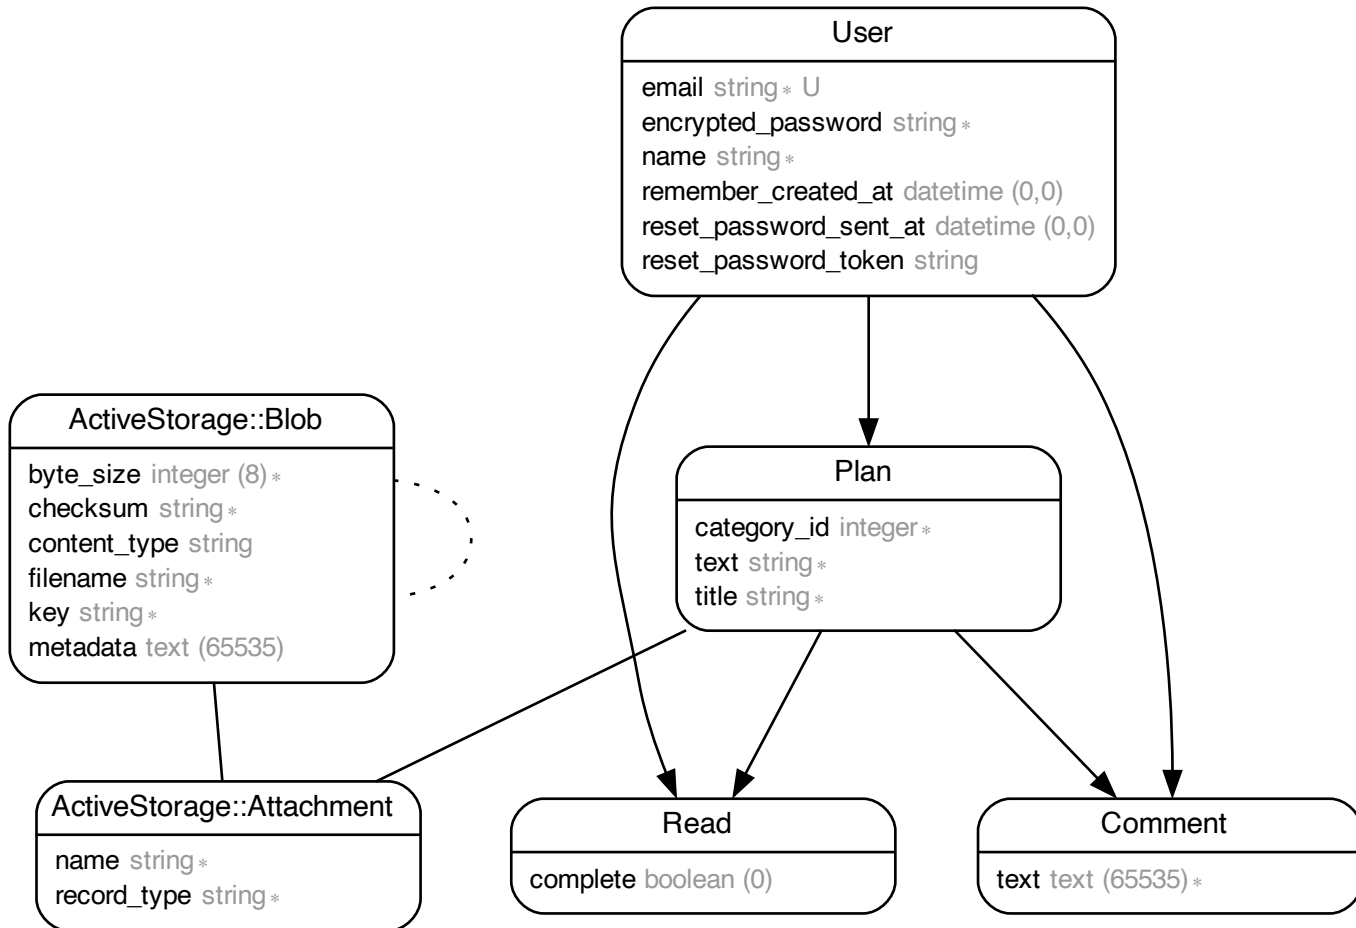 User
email string* U
encrypted_password string*
name string*
remember_created_at datetime (0,0)
reset_password_sent_at datetime (0,0)
reset_password_token string
ActiveStorage::Blob
byte_size integer (8)*
checksum string*
content_type string
filename string*
key string*
metadata text (65535)
Plan
category_id integer*
text string*
title string*
ActiveStorage::Attachment
name string*
record_type string*
Read
complete boolean (0)
Comment
text text (65535)*